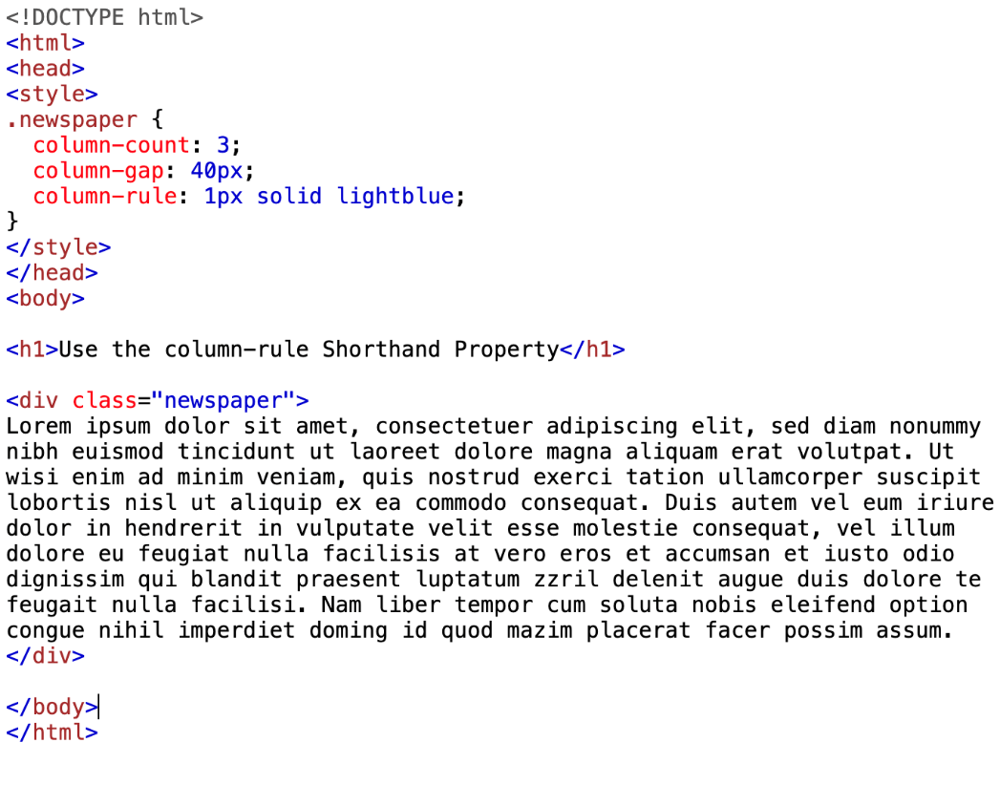 <!DOCTYPE html>
<html>
<head>
<style>
.newspaper {
  column-count: 3;
  column-gap: 40px;
  column-rule: 1px solid lightblue;
}
</style>
</head>
<body>

<h1>Use the column-rule Shorthand Property</h1>

<div class="newspaper">
Lorem ipsum dolor sit amet, consectetuer adipiscing elit, sed diam nonummy
nibh euismod tincidunt ut laoreet dolore magna aliquam erat volutpat. Ut
wisi enim ad minim veniam, quis nostrud exerci tation ullamcorper suscipit
lobortis nisl ut aliquip ex ea commodo consequat. Duis autem vel eum iriure
dolor in hendrerit in vulputate velit esse molestie consequat, vel illum
dolore eu feugiat nulla facilisis at vero eros et accumsan et iusto odio
dignissim qui blandit praesent luptatum zzril delenit augue duis dolore te
feugait nulla facilisi. Nam liber tempor cum soluta nobis eleifend option
congue nihil imperdiet doming id quod mazim placerat facer possim assum.
</div>

</body>
</html>